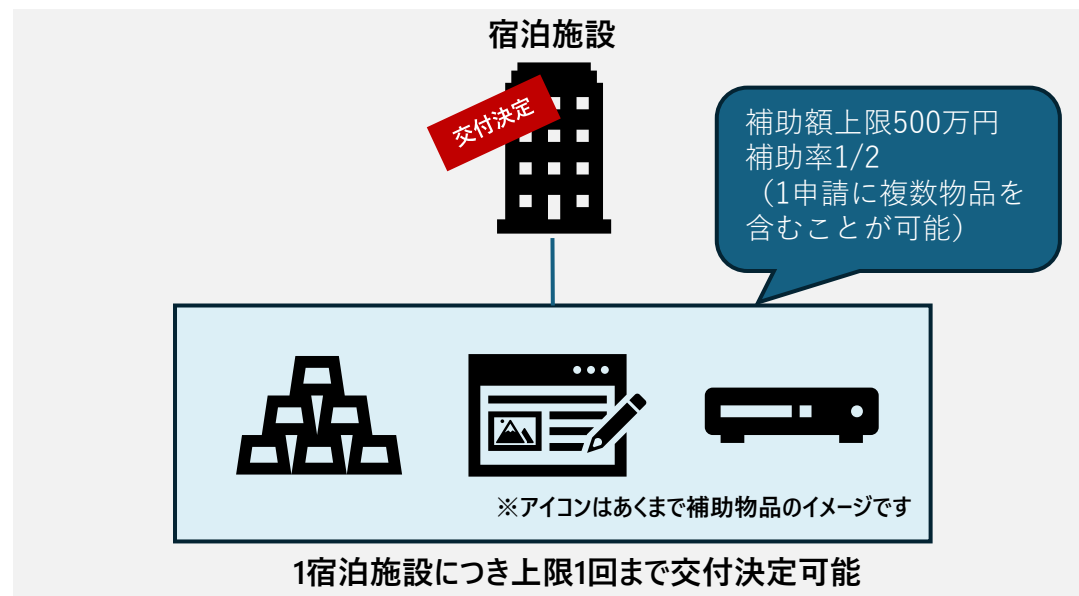 宿泊施設
交付決定
補助額上限500万円
補助率1/2
（1申請に複数物品を
含むことが可能）
※アイコンはあくまで補助物品のイメージです
1宿泊施設につき上限1回まで交付決定可能